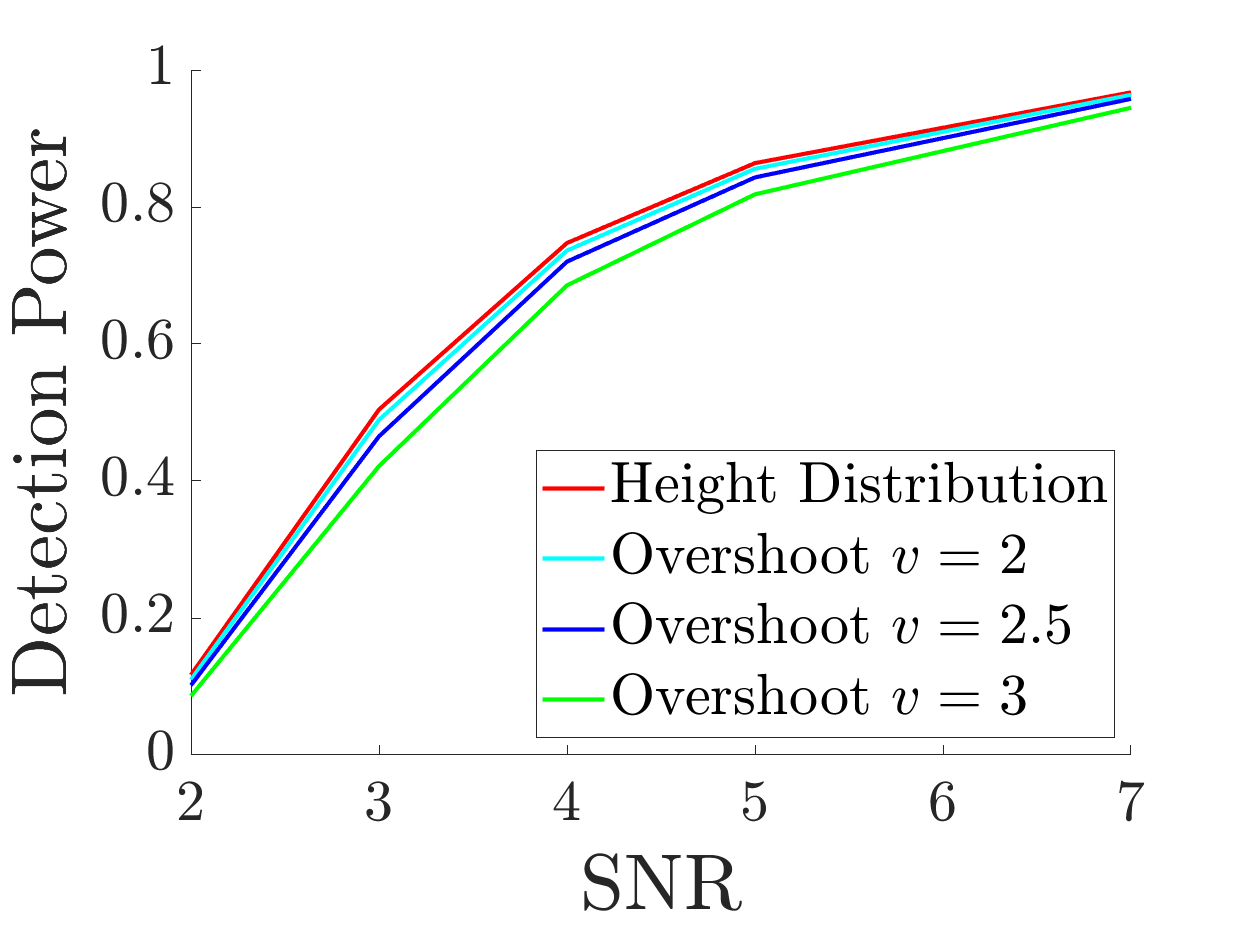 1
0.8
0.6
0.4
0.2
0
Detection Power
Height Distribution
Overshoot v = 2
Overshoot v = 2.5
Overshoot v = 3
2 3 4 5 6 7
SNR